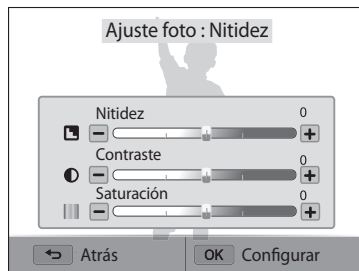 Ajuste foto : Nitidez
Nitidez 0
Contraste 0
Saturación 0
Atrás OK Configurar